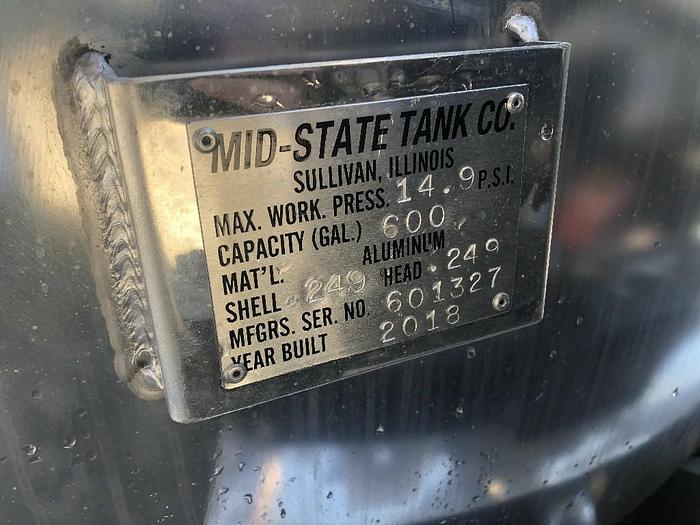 MID-STATE TANK CO.
SULLIVAN, ILLINOIS
MAX. WORK. PRESS. 14.9 P.S.I.
CAPACITY (GAL.) 600
MAT'L. ALUMINUM
SHELL .249 HEAD .249
MFGRS. SER. NO. 601327
YEAR BUILT 2018